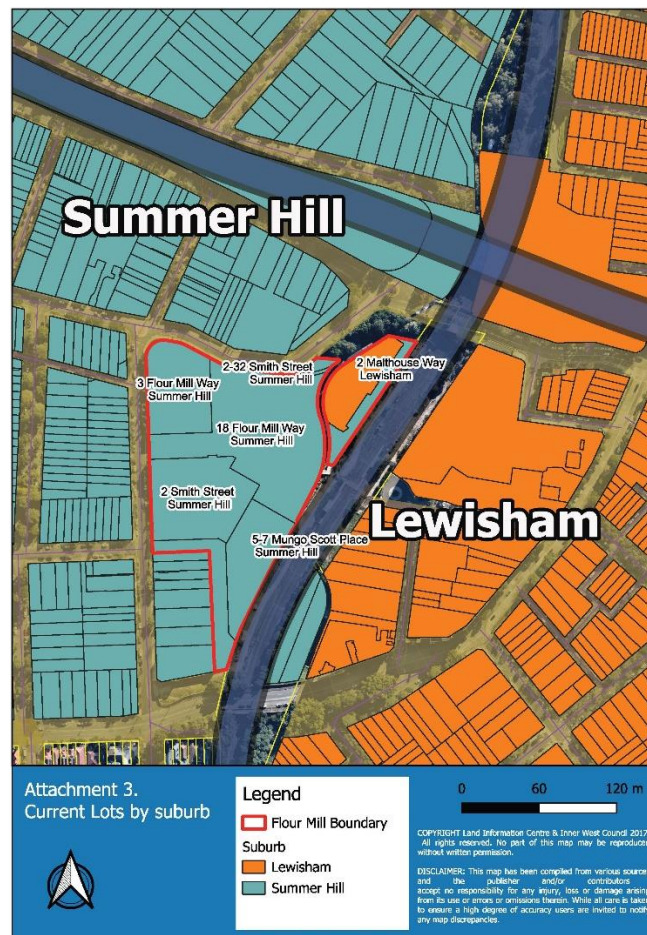 Summer Hill
2-32 Smith Street
Summer Hill
2 Malthouse Way
Lewisham
3 Flour Mill Way
Summer Hill
18 Flour Mill Way
Summer Hill
2 Smith Street
Summer Hill
Lewisham
5-7 Mungo Scott Place
Summer Hill
Attachment 3.
Current Lots by suburb
Legend
Flour Mill Boundary
Suburb
Lewisham
Summer Hill
0 60 120 m
COPYRIGHT Land Information Centre & Inner West Council 2017
All rights reserved. No part of this map may be reproduced
without written permission.
DISCLAIMER: This map has been compiled from various sources
and the publisher and/or contributors
accept no responsibility for any injury, loss or damage arising
from its use or errors or omissions therein. While all care is taken
to ensure a high degree of accuracy users are invited to notify
any map discrepancies.